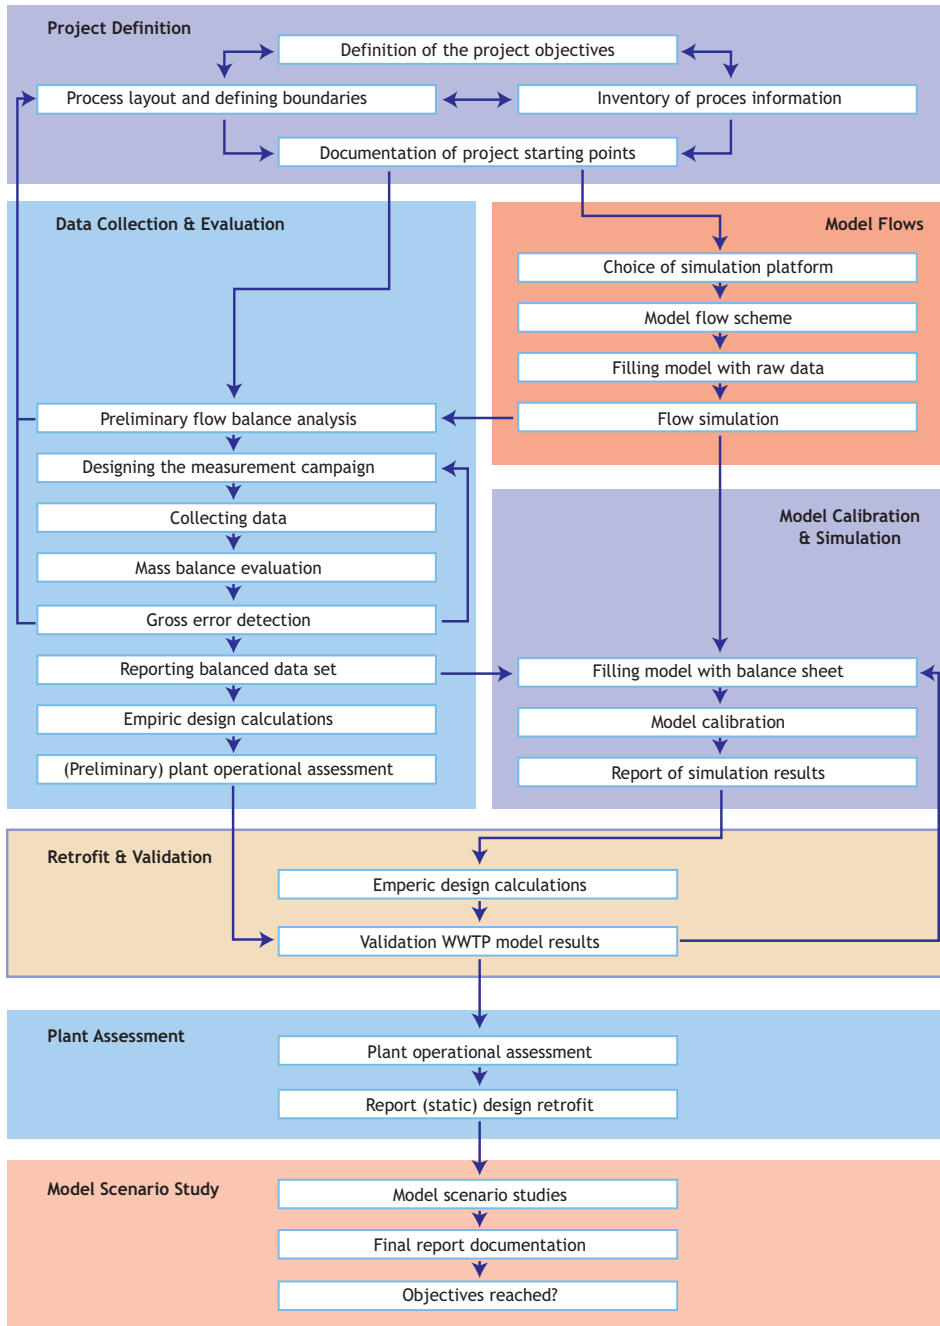 Project Definition
Definition of the project objectives
Process layout and defining boundaries
Inventory of proces information
Documentation of project starting points
Data Collection & Evaluation
Model Flows
Choice of simulation platform
Model flow scheme
Filling model with raw data
Preliminary flow balance analysis
Flow simulation
Designing the measurement campaign
Collecting data
Mass balance evaluation
Gross error detection
Reporting balanced data set
Empiric design calculations
(Preliminary) plant operational assessment
Model Calibration
& Simulation
Filling model with balance sheet
Model calibration
Report of simulation results
Retrofit & Validation
Emperic design calculations
Validation WWTP model results
Plant Assessment
Plant operational assessment
Report (static) design retrofit
Model Scenario Study
Model scenario studies
Final report documentation
Objectives reached?